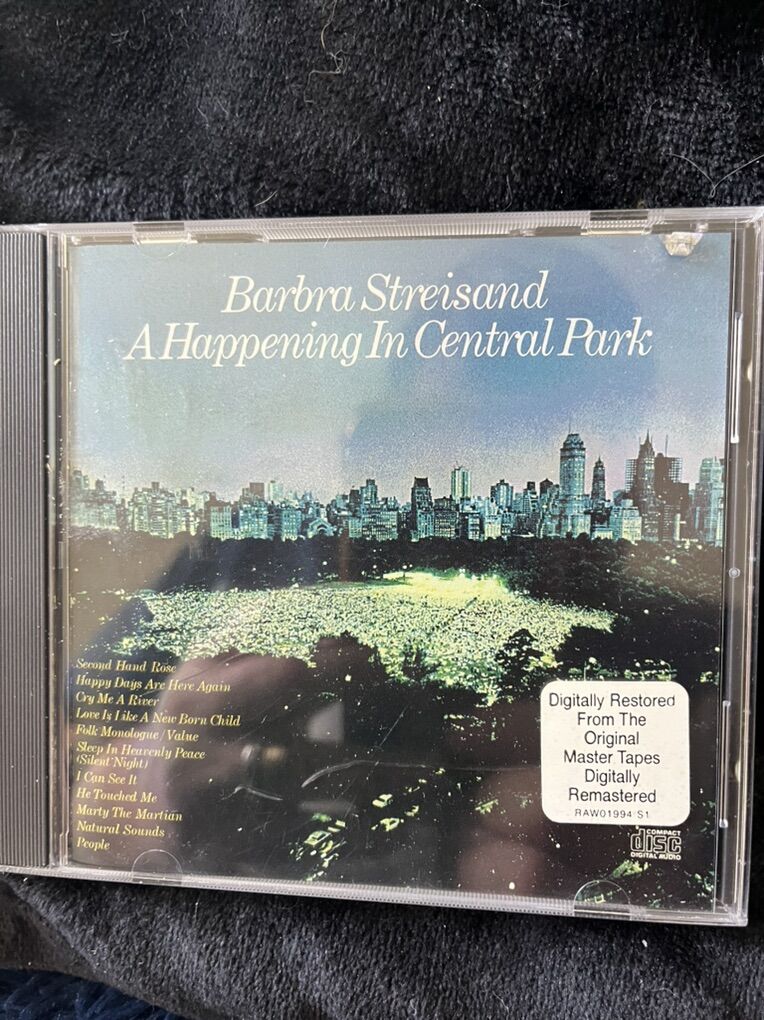 Barbra Streisand
A Happening In Central Park
Second Hand Rose
Happy Days Are Here Again
Cry Me A River
Love Is Like A New Born Child
Folk Monologue/Value
Sleep In Heavenly Peace
(Silent Night)
I Can See It
He Touched Me
Marty The Martian
Natural Sounds
People
Digitally Restored
From The
Original
Master Tapes
Digitally
Remastered
RAW01994 S1
COMPACT
disc
DIGITAL AUDIO